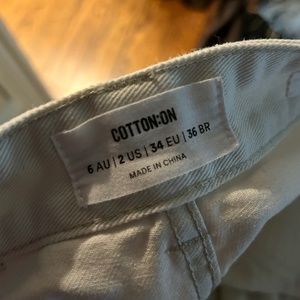 COTTON:ON
6 AU | 2 US | 34 EU | 36 BR
MADE IN CHINA